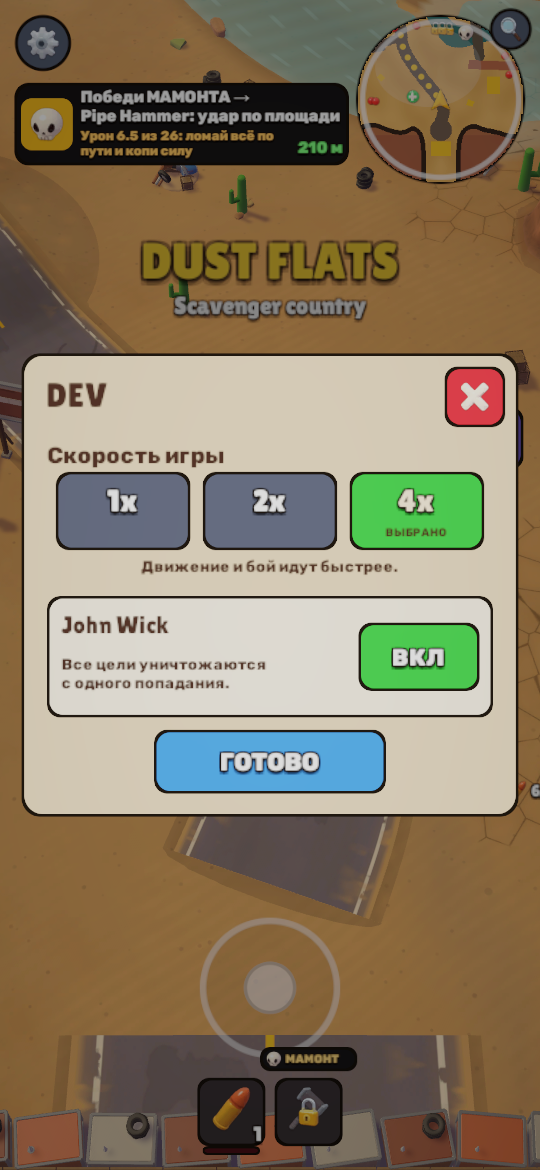 Победи МАМОНТА →
Pipe Hammer: удар по площади
Урон 6.5 из 26: ломай всё по
пути и копи силу
210 м
DUST FLATS
Scavenger country
DEV
Скорость игры
1x
2x
4x
ВЫБРАНО
Движение и бой идут быстрее.
John Wick
Все цели уничтожаются
с одного попадания.
ВКЛ
ГОТОВО
6
МАМОНТ
1